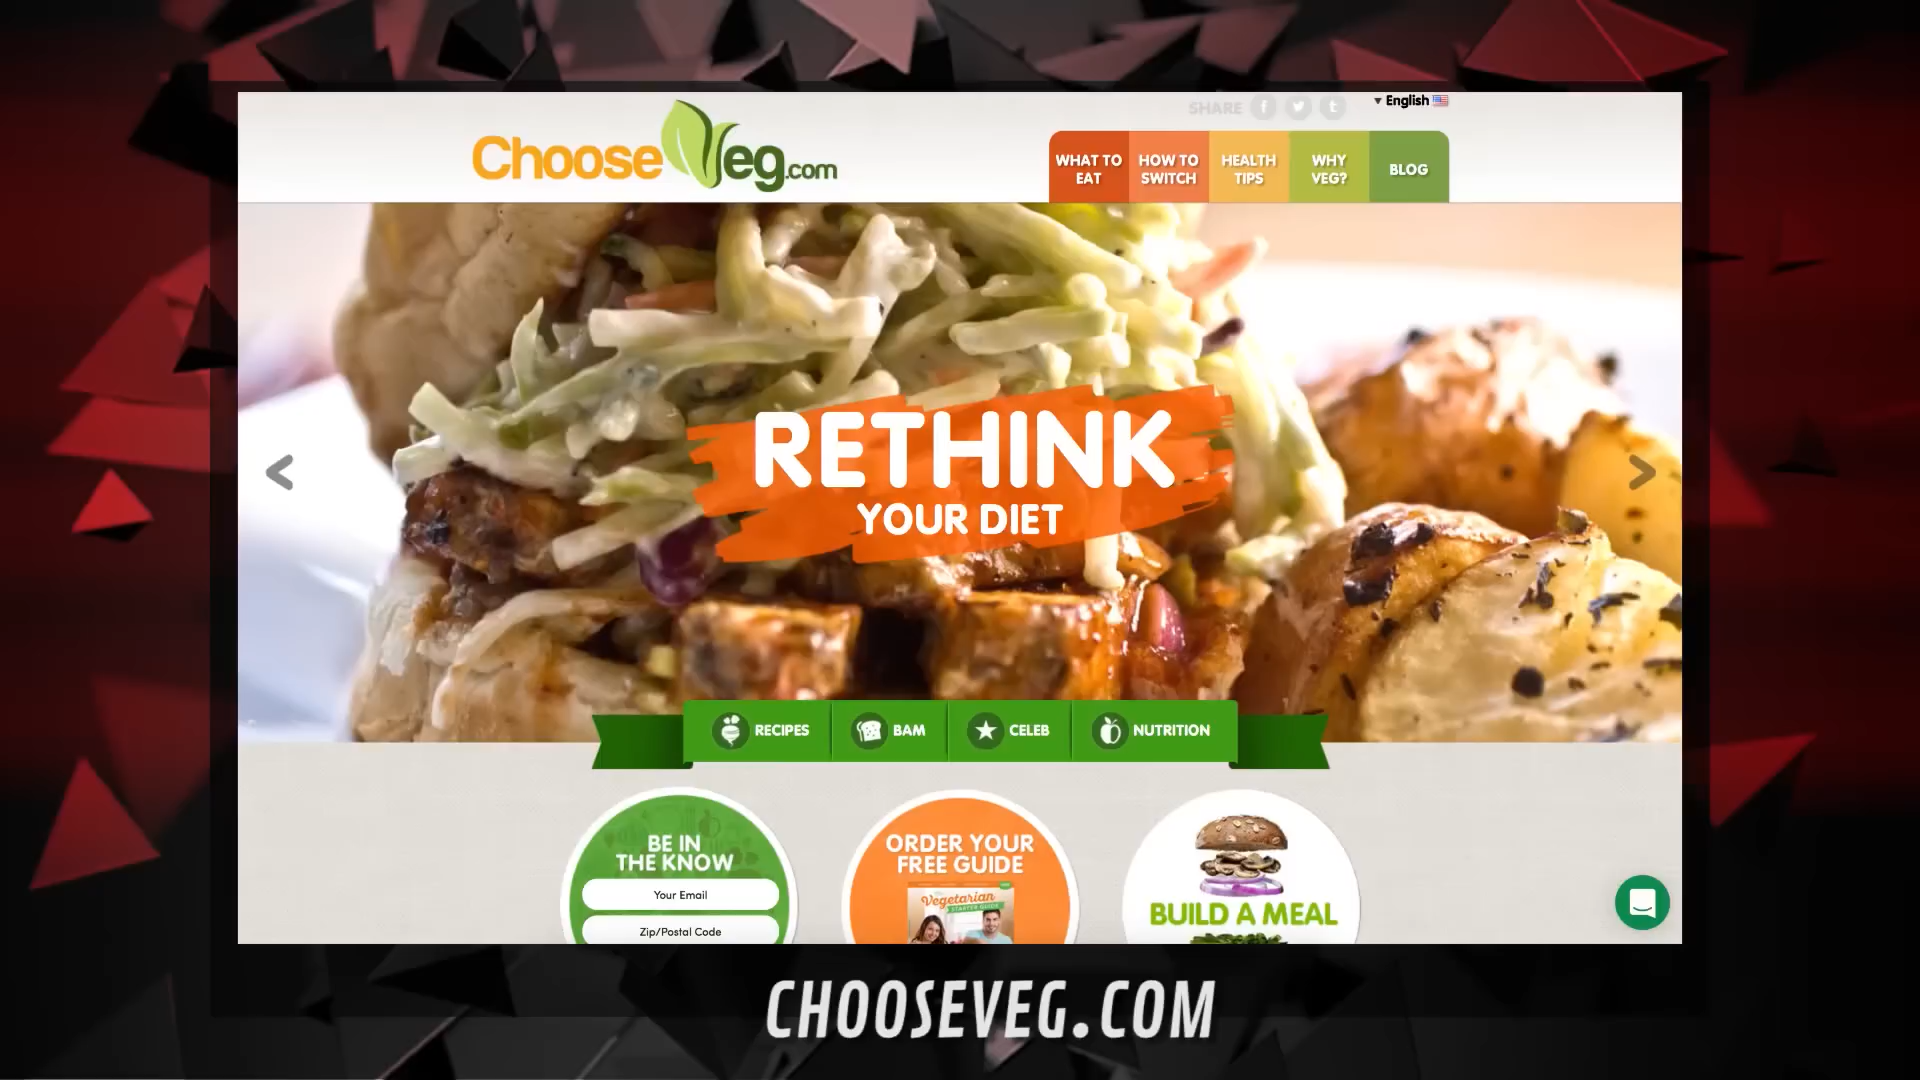 SHARE
English
ChooseVeg.com
WHAT TO
EAT
HOW TO
SWITCH
HEALTH
TIPS
WHY
VEG?
BLOG
RETHINK
YOUR DIET
RECIPES
BAM
CELEB
NUTRITION
BE IN
THE KNOW
Your Email
Zip/Postal Code
ORDER YOUR
FREE GUIDE
Vegetarian
STARTER GUIDE
BUILD A MEAL
CHOOSEVEG.COM